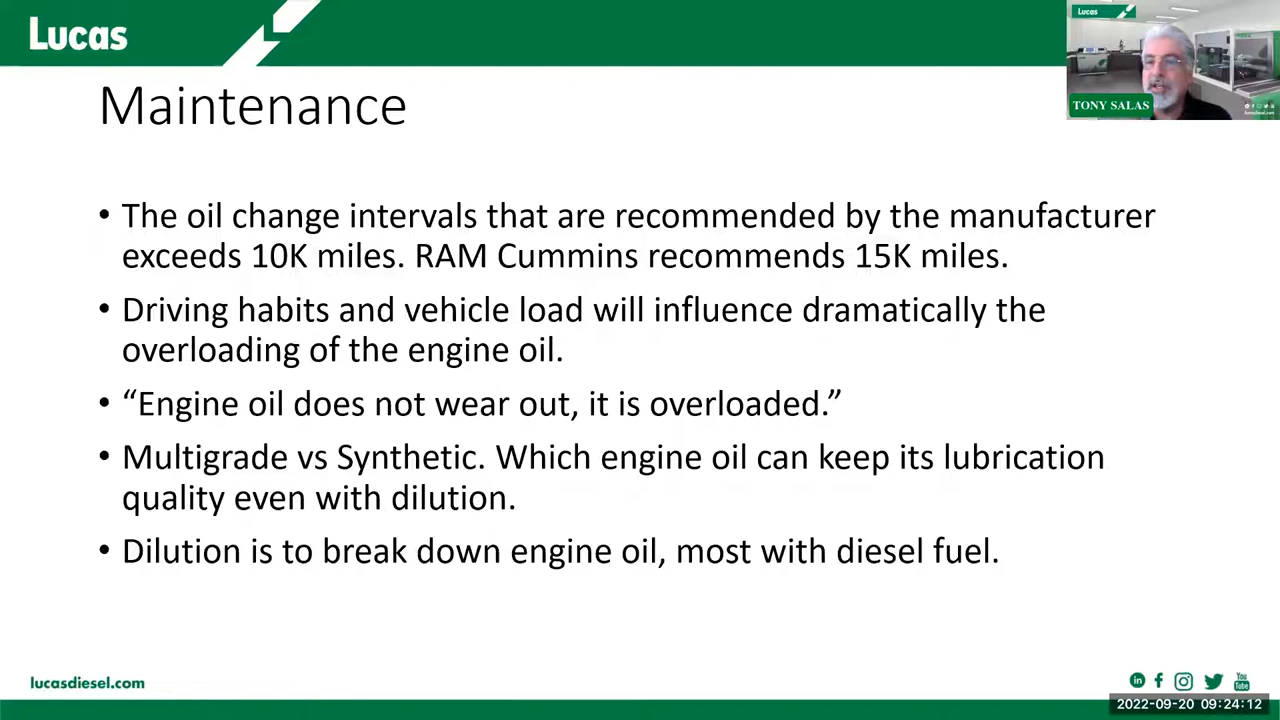 Lucas
Lucas
TONY SALAS
Maintenance
• The oil change intervals that are recommended by the manufacturer
exceeds 10K miles. RAM Cummins recommends 15K miles.
• Driving habits and vehicle load will influence dramatically the
overloading of the engine oil.
• “Engine oil does not wear out, it is overloaded.”
• Multigrade vs Synthetic. Which engine oil can keep its lubrication
quality even with dilution.
• Dilution is to break down engine oil, most with diesel fuel.
lucasdiesel.com
in f You Tube
2022-09-20 09:24:12